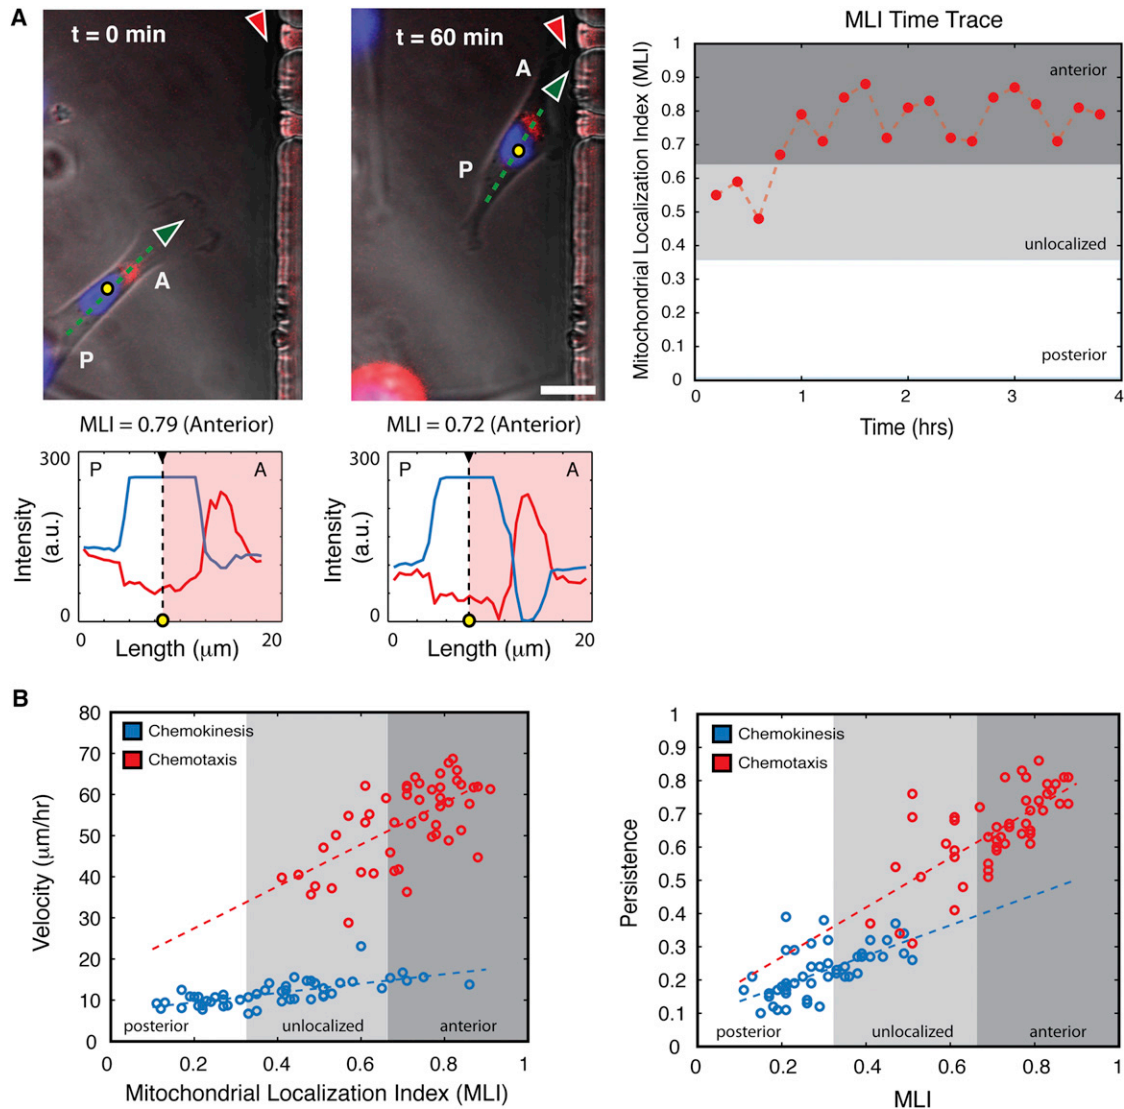 A
t = 0 min
A
P
t = 60 min
A
P
MLI = 0.79 (Anterior)
MLI = 0.72 (Anterior)
300
P
A
Intensity
(a.u.)
0
0
20
Length (μm)
300
P
A
Intensity
(a.u.)
0
0
20
Length (μm)
MLI Time Trace
Mitochondrial Localization Index (MLI)
1
0.9
0.8
0.7
0.6
0.5
0.4
0.3
0.2
0.1
0
anterior
unlocalized
posterior
0 1 2 3 4
Time (hrs)
B
Velocity (μm/hr)
80
70
60
50
40
30
20
10
0
Chemokinesis
Chemotaxis
posterior unlocalized anterior
0 0.2 0.4 0.6 0.8 1
Mitochondrial Localization Index (MLI)
Persistence
1
0.9
0.8
0.7
0.6
0.5
0.4
0.3
0.2
0.1
0
Chemokinesis
Chemotaxis
posterior unlocalized anterior
0 0.2 0.4 0.6 0.8 1
MLI